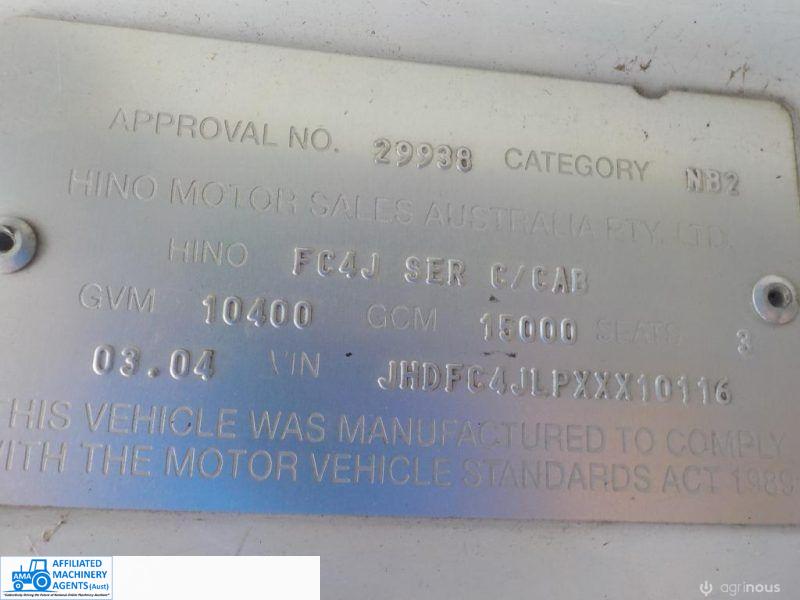 APPROVAL NO. 29938 CATEGORY NB2
HINO MOTOR SALES AUSTRALIA PTY. LTD.
HINO FC4J SER C/CAB
GVM 10400 GCM 15000 SEATS 3
03.04 VIN JHDFC4JLPXXX10116
THIS VEHICLE WAS MANUFACTURED TO COMPLY
WITH THE MOTOR VEHICLE STANDARDS ACT 1989
AMA
AFFILIATED
MACHINERY
AGENTS(Aust)
agrinous